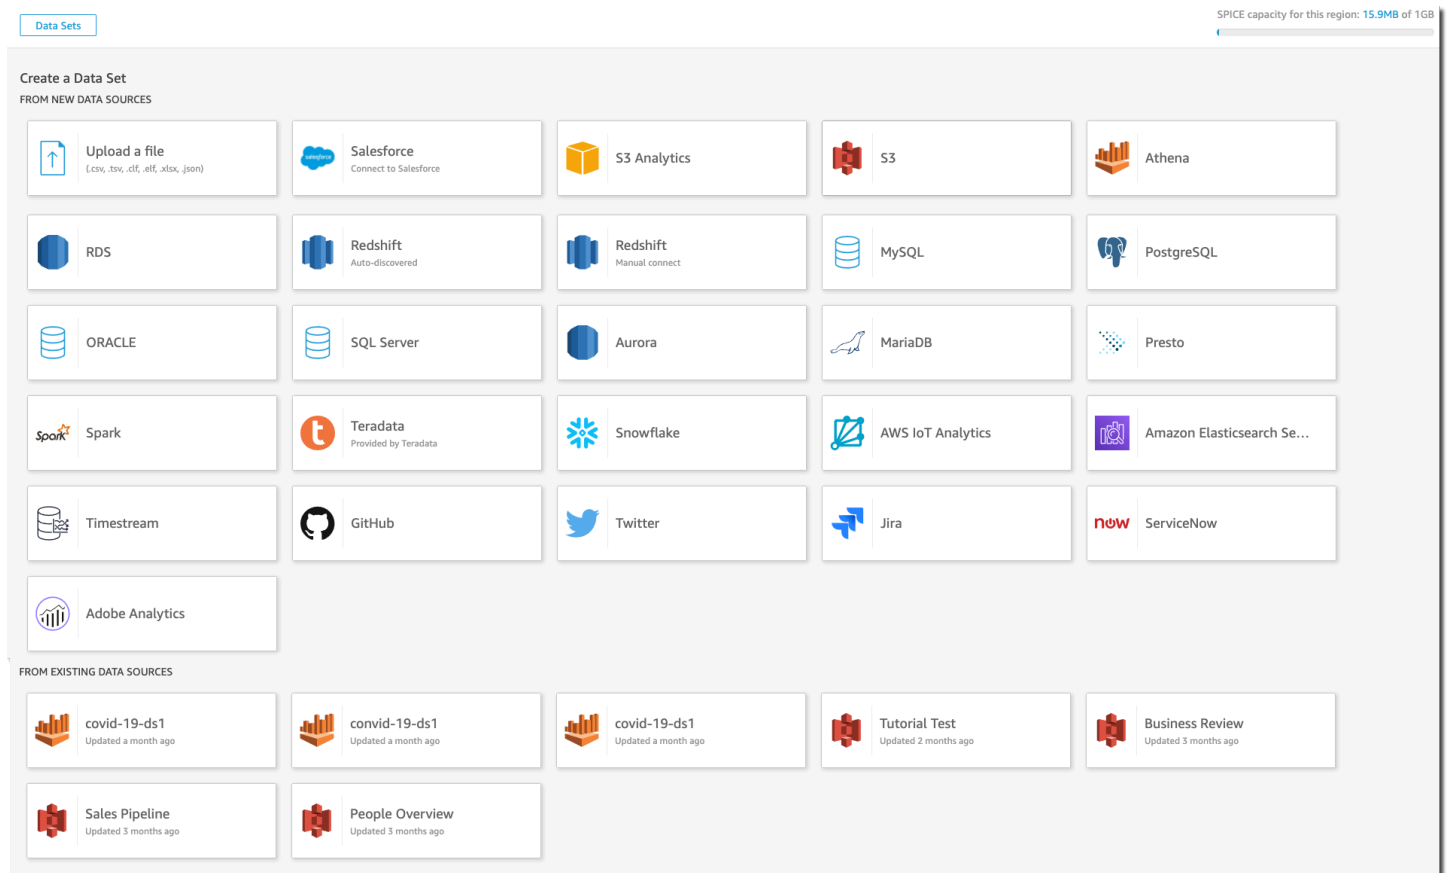 Data Sets
SPICE capacity for this region: 15.9MB of 1GB
Create a Data Set
FROM NEW DATA SOURCES
Upload a file
(.csv, .tsv, .clf, .elf, .xlsx, .json)
salesforce
Salesforce
Connect to Salesforce
S3 Analytics
S3
Athena
RDS
Redshift
Auto-discovered
Redshift
Manual connect
MySQL
PostgreSQL
ORACLE
SQL Server
Aurora
MariaDB
Presto
Spark
Spark
t
Teradata
Provided by Teradata
Snowflake
AWS IoT Analytics
Amazon Elasticsearch Se...
Timestream
GitHub
Twitter
Jira
now
ServiceNow
Adobe Analytics
FROM EXISTING DATA SOURCES
covid-19-ds1
Updated a month ago
convid-19-ds1
Updated a month ago
covid-19-ds1
Updated a month ago
Tutorial Test
Updated 2 months ago
Business Review
Updated 3 months ago
Sales Pipeline
Updated 3 months ago
People Overview
Updated 3 months ago